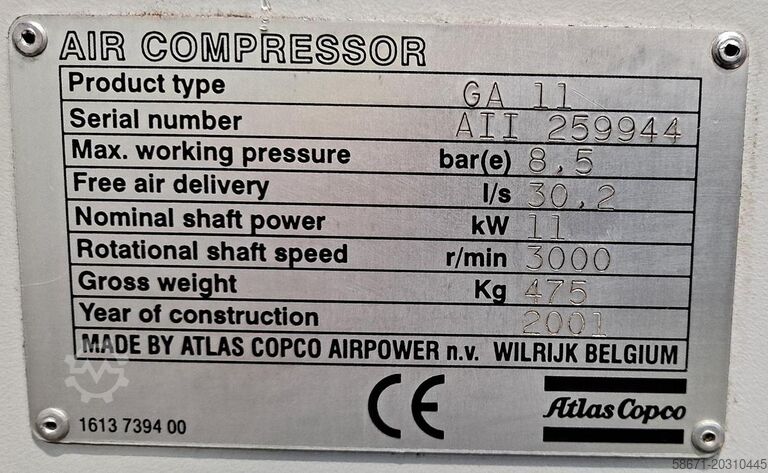 AIR COMPRESSOR
Product type GA 11
Serial number AII 259944
Max. working pressure bar(e) 8.5
Free air delivery l/s 30.2
Nominal shaft power kW 11
Rotational shaft speed r/min 3000
Gross weight Kg 475
Year of construction 2001
MADE BY ATLAS COPCO AIRPOWER n.v. WILRIJK BELGIUM
1613 7394 00 CE Atlas Copco
58671-20310445